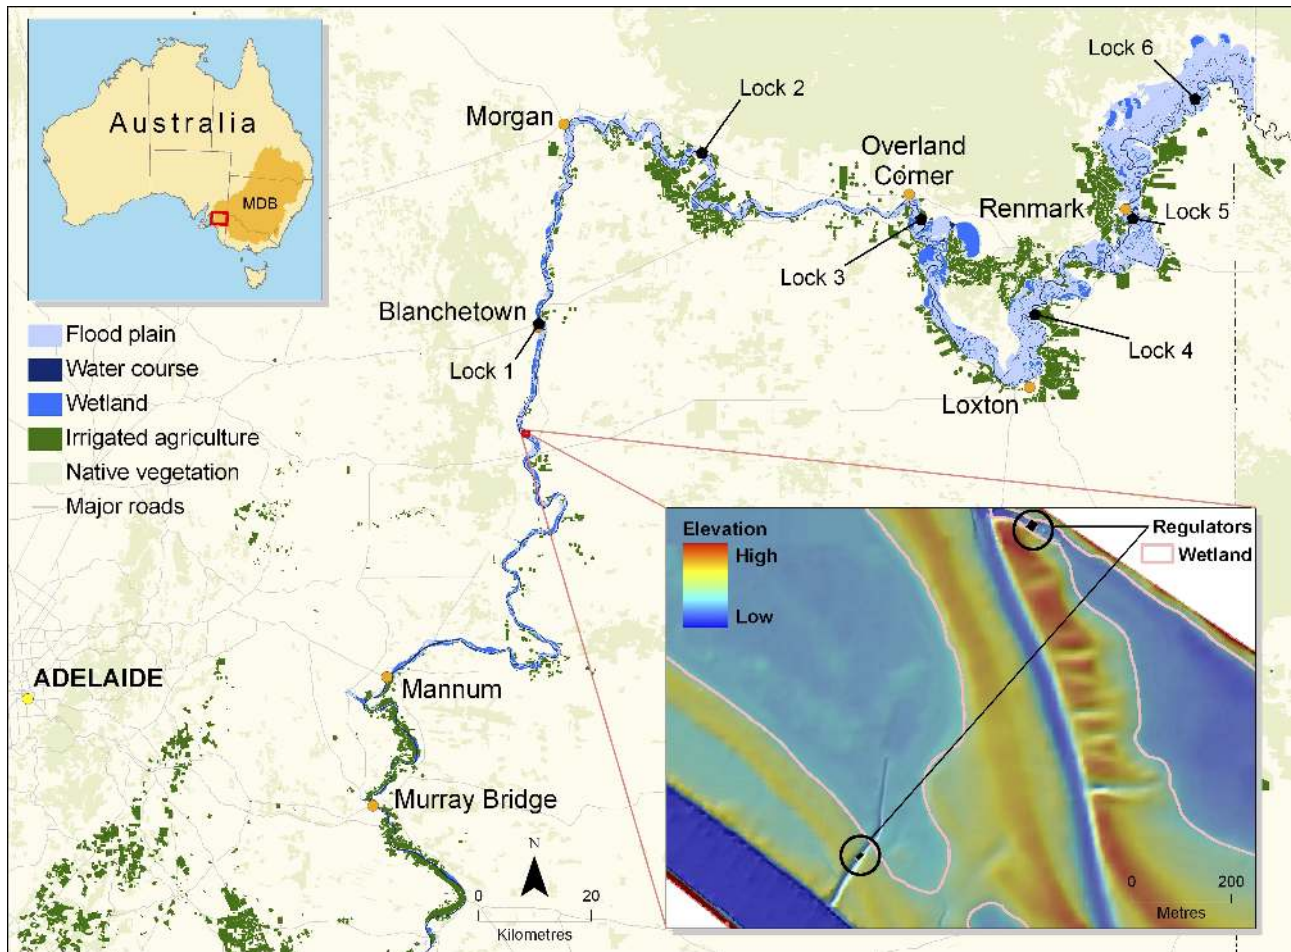 Australia
MDB
Flood plain
Water course
Wetland
Irrigated agriculture
Native vegetation
Major roads
Morgan
Lock 2
Overland
Corner
Lock 6
Renmark
Lock 5
Lock 3
Blanchetown
Lock 1
Lock 4
Loxton
ADELAIDE
Mannum
Murray Bridge
N
0 20
Kilometres
Elevation
High
Low
Regulators
Wetland
0 200
Metres